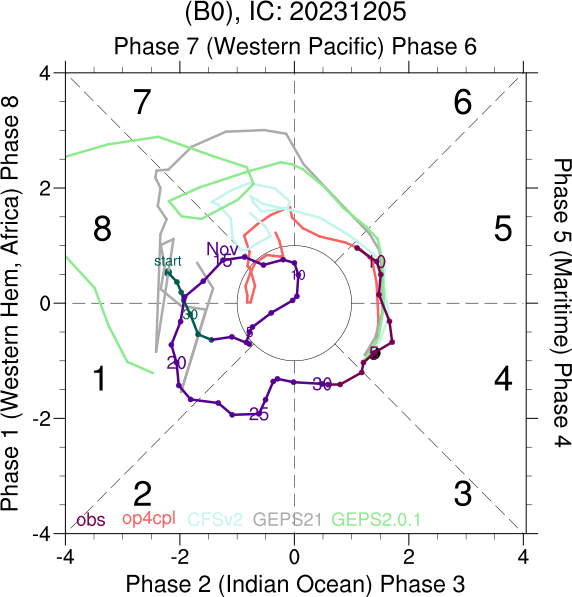 (B0), IC: 20231205
Phase 7 (Western Pacific) Phase 6
4
7
6
2
8
5
Nov
15
start
0
10
0
30
5
5
20
1
4
30
25
-2
2
3
obs op4cpl CFSv2 GEPS21 GEPS2.0.1
-4
-4 -2 0 2 4
Phase 2 (Indian Ocean) Phase 3
Phase 1 (Western Hem, Africa) Phase 8
Phase 5 (Maritime) Phase 4